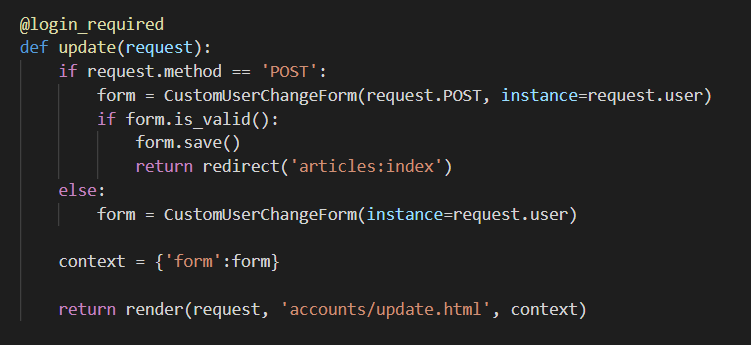 @login_required
def update(request):
    if request.method == 'POST':
        form = CustomUserChangeForm(request.POST, instance=request.user)
        if form.is_valid():
            form.save()
            return redirect('articles:index')
    else:
        form = CustomUserChangeForm(instance=request.user)

    context = {'form':form}

    return render(request, 'accounts/update.html', context)